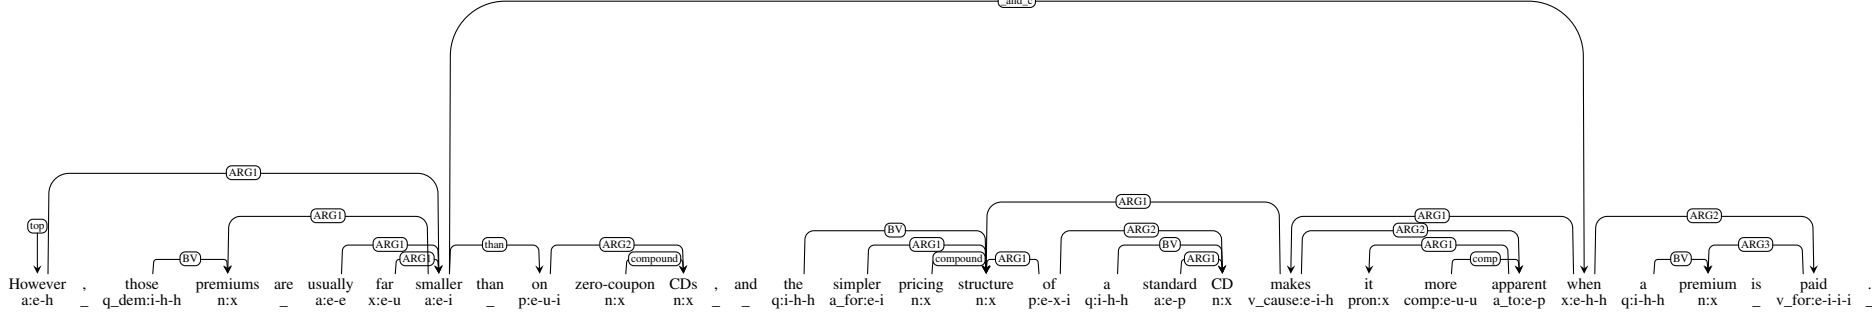 _and_c
ARG1
ARG1
top
ARG1 ARG1 ARG1
BV ARG2 ARG2
ARG1 than ARG2 ARG1 BV ARG1 ARG3
BV ARG1 compound compound ARG1 ARG1 comp BV
However , those premiums are usually far smaller than on zero-coupon CDs , and the simpler pricing structure of a standard CD makes it more apparent when a premium is paid .
a:e-h _ q_dem:i-h-h n:x _ a:e-e x:e-u a:e-i _ p:e-u-i n:x n:x _ _ q:i-h-h a_for:e-i n:x n:x p:e-x-i q:i-h-h a:e-p n:x v_cause:e-i-h pron:x comp:e-u-u a_to:e-p x:e-h-h q:i-h-h n:x _ v_for:e-i-i-i _